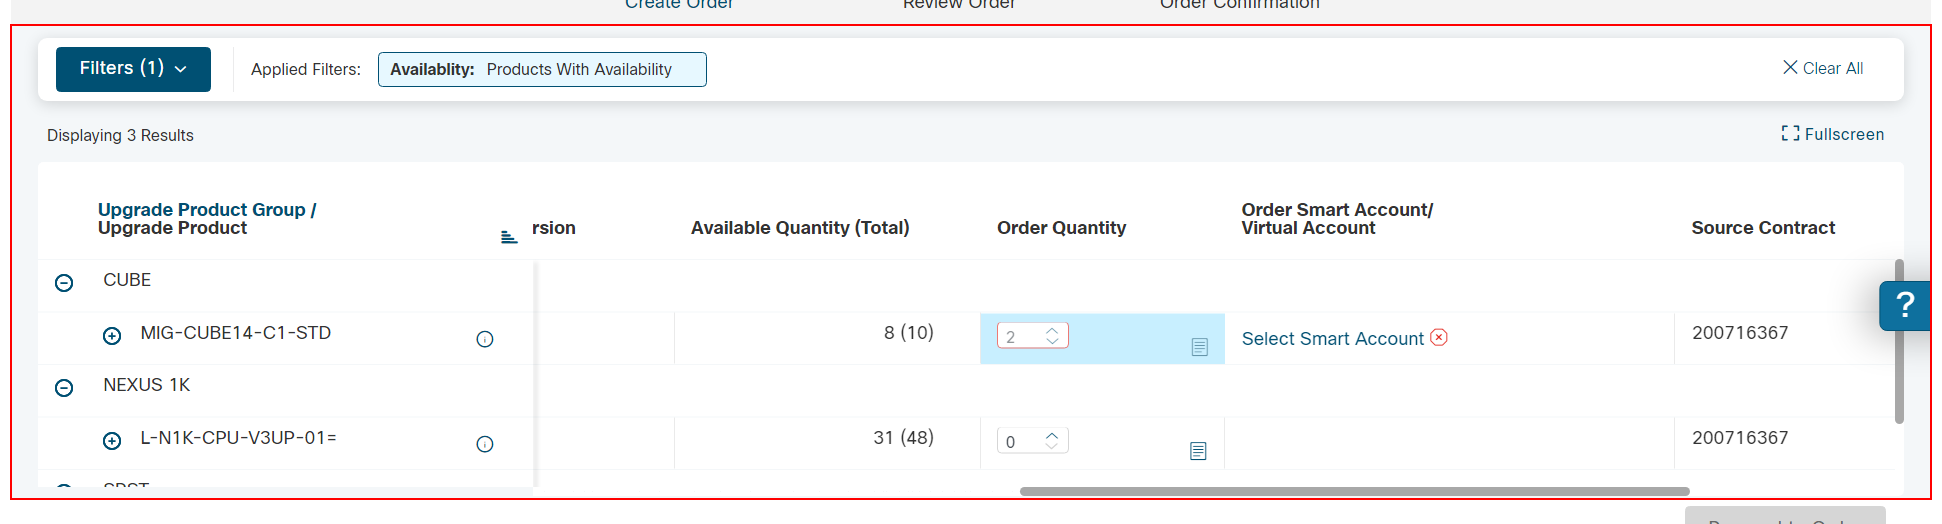 Create Order Review Order Order Confirmation
Filters (1) Applied Filters: Availablity: Products With Availability Clear All
Displaying 3 Results Fullscreen
Upgrade Product Group /
Upgrade Product
rsion Available Quantity (Total) Order Quantity
Order Smart Account/
Virtual Account
Source Contract
CUBE
MIG-CUBE14-C1-STD 8 (10) 2 Select Smart Account 200716367
NEXUS 1K
L-N1K-CPU-V3UP-01= 31 (48) 0 200716367
?